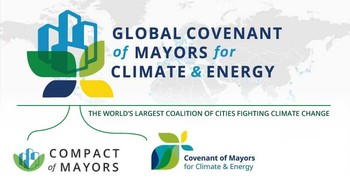 GLOBAL COVENANT
of MAYORS for
CLIMATE & ENERGY
THE WORLD'S LARGEST COALITION OF CITIES FIGHTING CLIMATE CHANGE
COMPACT
of MAYORS
Covenant of Mayors
for Climate & Energy